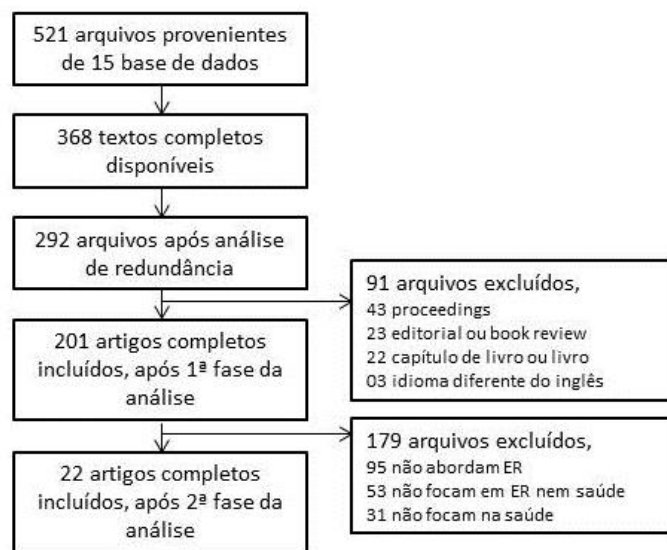 521 arquivos provenientes
de 15 base de dados
368 textos completos
disponíveis
292 arquivos após análise
de redundância
91 arquivos excluídos,
43 proceedings
23 editorial ou book review
22 capítulo de livro ou livro
03 idioma diferente do inglês
201 artigos completos
incluídos, após 1ª fase da
análise
179 arquivos excluídos,
95 não abordam ER
53 não focam em ER nem saúde
31 não focam na saúde
22 artigos completos
incluídos, após 2ª fase da
análise